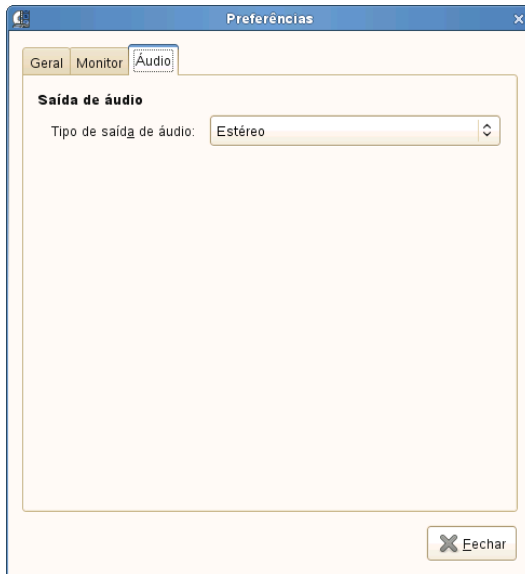 Preferências
Geral Monitor Áudio
Saída de áudio
Tipo de saída de áudio: Estéreo
Fechar